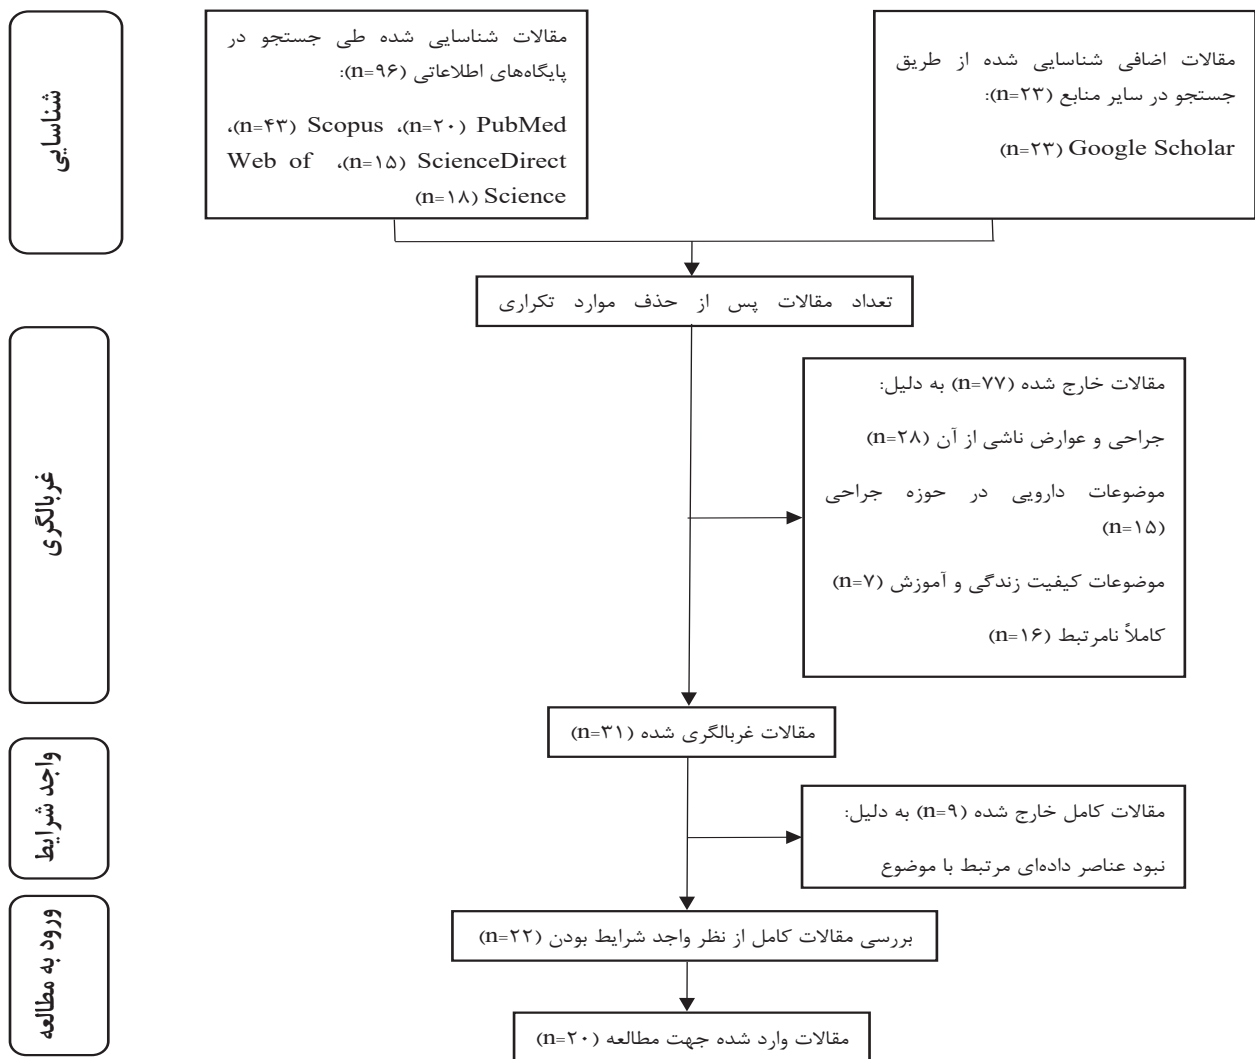 شناسایی
مقالات اضافی شناسایی شده از طریق
جستجو در سایر منابع (n=۲۳):
Google Scholar (n=۲۳)
مقالات شناسایی شده طی جستجو در
پایگاه‌های اطلاعاتی (n=۹۶):
PubMed (n=۲۰)، Scopus (n=۴۳)،
ScienceDirect (n=۱۵)، Web of
Science (n=۱۸)
تعداد مقالات پس از حذف موارد تکراری
غربالگری
مقالات خارج شده (n=۷۷) به دلیل:
جراحی و عوارض ناشی از آن (n=۲۸)
موضوعات دارویی در حوزه جراحی
(n=۱۵)
موضوعات کیفیت زندگی و آموزش (n=۷)
کاملاً نامرتبط (n=۱۶)
مقالات غربالگری شده (n=۳۱)
واجد شرایط
مقالات کامل خارج شده (n=۹) به دلیل:
نبود عناصر داده‌ای مرتبط با موضوع
ورود به مطالعه
بررسی مقالات کامل از نظر واجد شرایط بودن (n=۲۲)
مقالات وارد شده جهت مطالعه (n=۲۰)